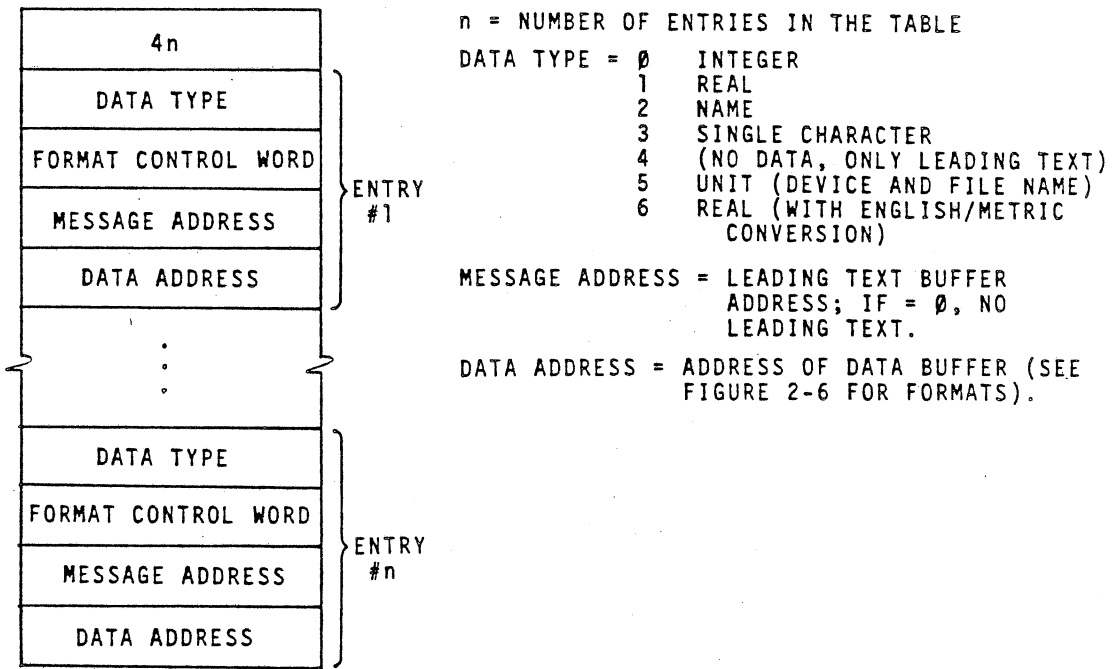 4n
DATA TYPE
FORMAT CONTROL WORD
MESSAGE ADDRESS
DATA ADDRESS
ENTRY
#1
DATA TYPE
FORMAT CONTROL WORD
MESSAGE ADDRESS
DATA ADDRESS
ENTRY
#n
n = NUMBER OF ENTRIES IN THE TABLE
DATA TYPE = Ø INTEGER
1 REAL
2 NAME
3 SINGLE CHARACTER
4 (NO DATA, ONLY LEADING TEXT)
5 UNIT (DEVICE AND FILE NAME)
6 REAL (WITH ENGLISH/METRIC
CONVERSION)
MESSAGE ADDRESS = LEADING TEXT BUFFER
ADDRESS; IF = Ø, NO
LEADING TEXT.
DATA ADDRESS = ADDRESS OF DATA BUFFER (SEE
FIGURE 2-6 FOR FORMATS).